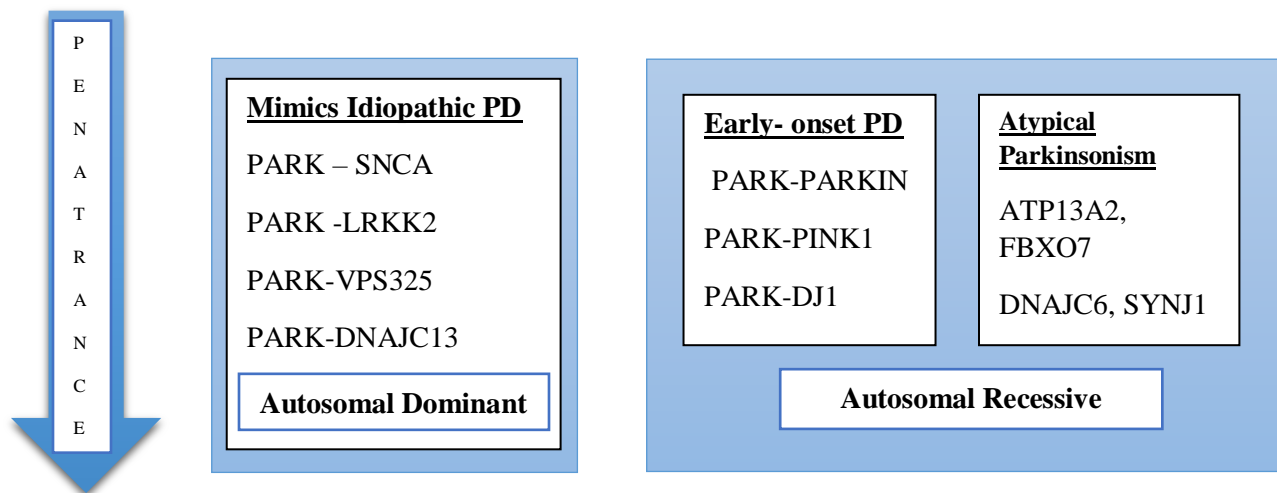 P
E
N
A
T
R
A
N
C
E
Mimics Idiopathic PD
PARK – SNCA
PARK -LRKK2
PARK-VPS325
PARK-DNAJC13
Autosomal Dominant
Early- onset PD
PARK-PARKIN
PARK-PINK1
PARK-DJ1
Atypical
Parkinsonism
ATP13A2,
FBXO7
DNAJC6, SYNJ1
Autosomal Recessive